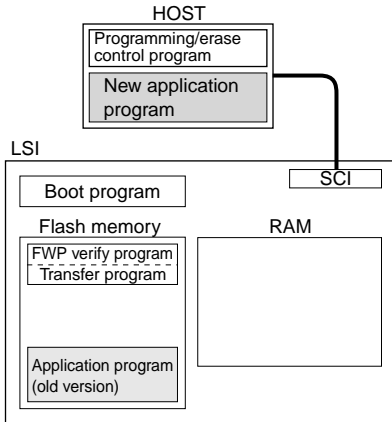 HOST
Programming/erase
control program
New application
program
LSI
SCI
Boot program
Flash memory
RAM
FWP verify program
Transfer program
Application program
(old version)